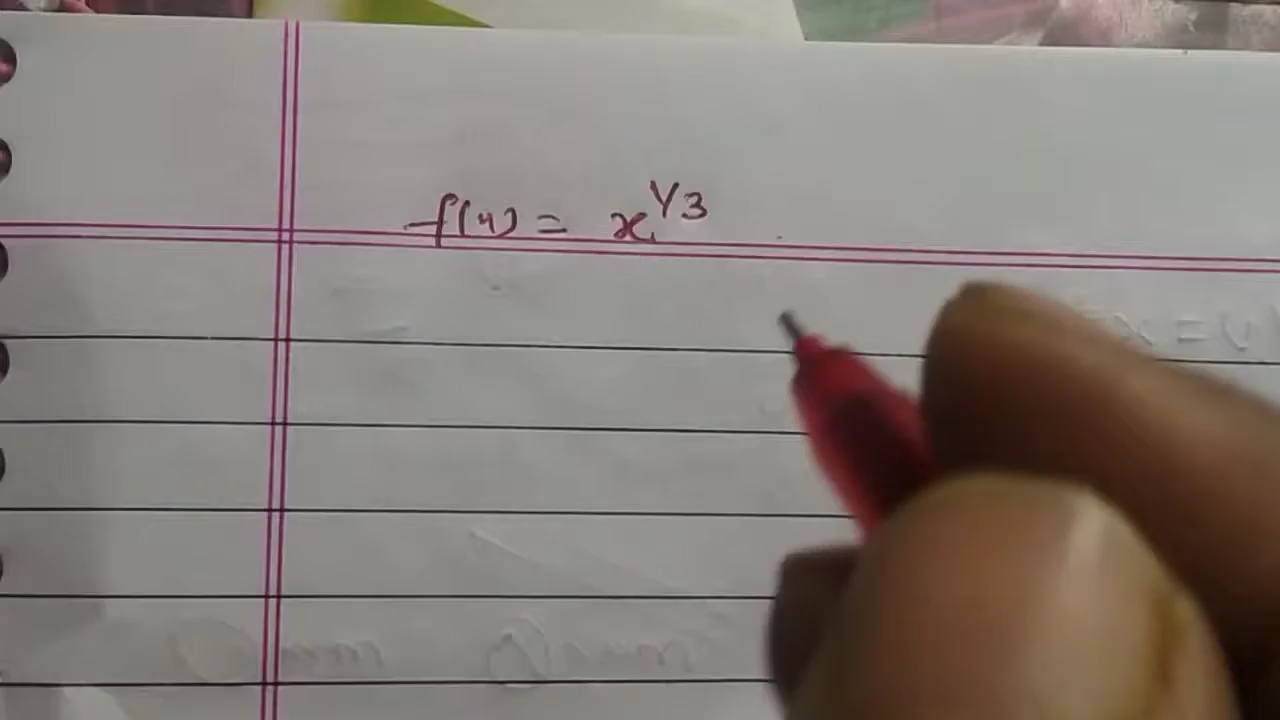 f(x) = x^{1/3}